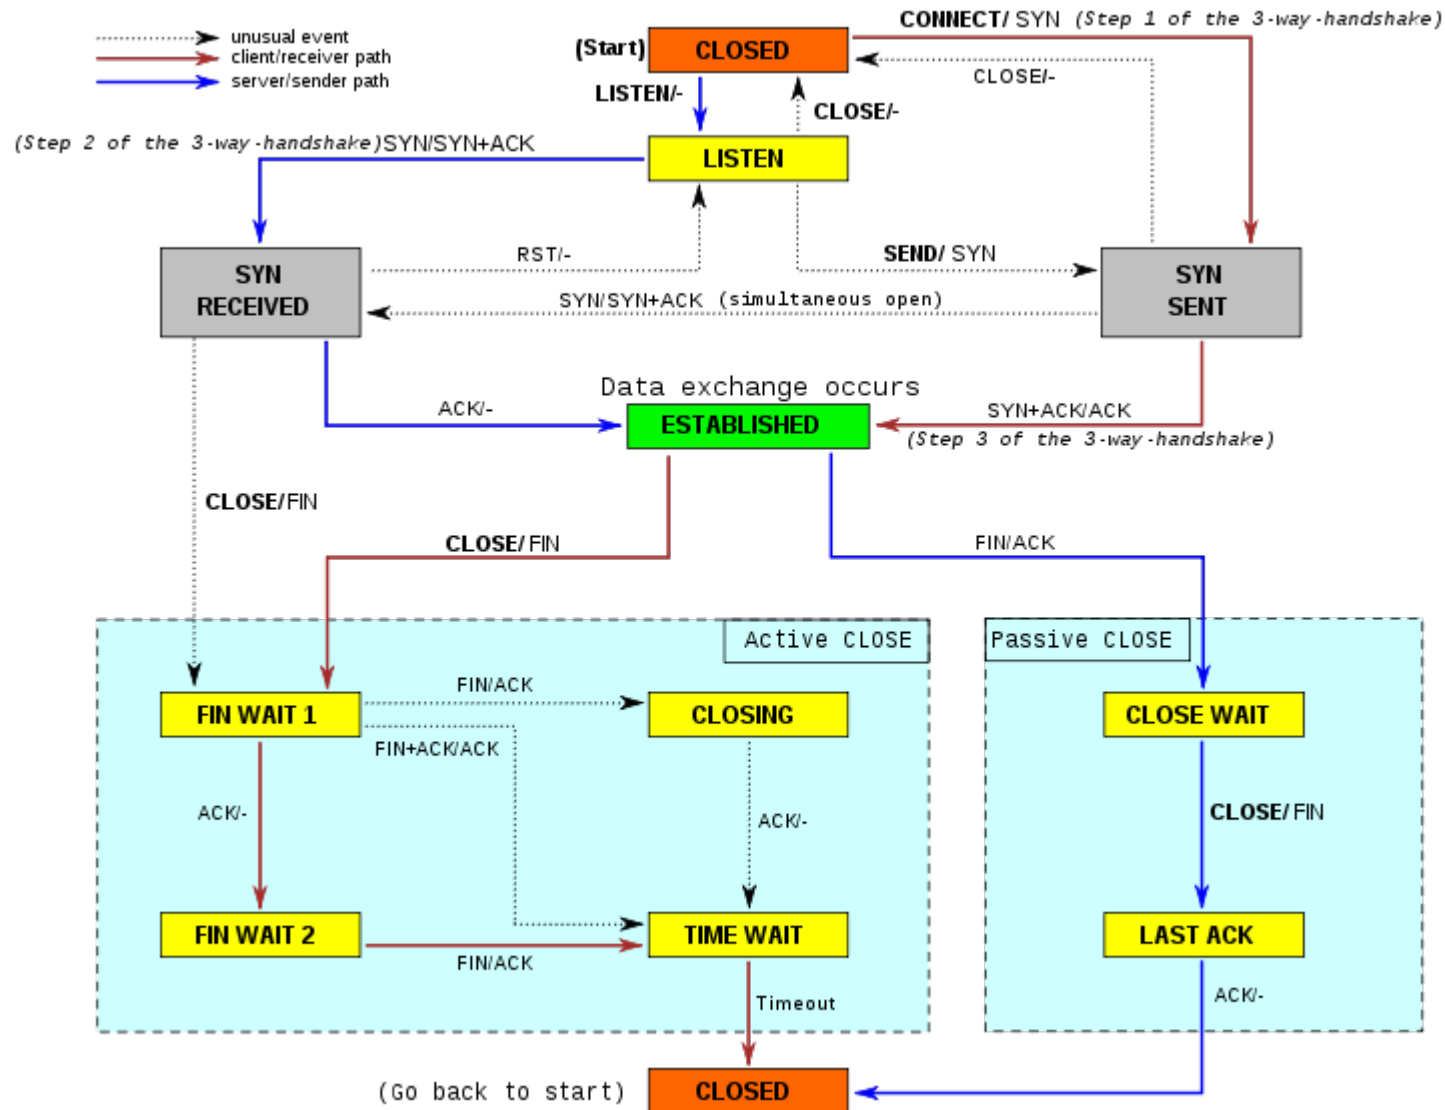 unusual event
client/receiver path
server/sender path
CONNECT/ SYN (Step 1 of the 3-way-handshake)
(Start)
CLOSED
CLOSE/-
LISTEN/-
CLOSE/-
(Step 2 of the 3-way-handshake) SYN/SYN+ACK
LISTEN
RST/-
SEND/ SYN
SYN
RECEIVED
SYN
SENT
SYN/SYN+ACK (simultaneous open)
Data exchange occurs
ACK/-
ESTABLISHED
SYN+ACK/ACK
(Step 3 of the 3-way-handshake)
CLOSE/ FIN
CLOSE/ FIN
FIN/ACK
Active CLOSE
Passive CLOSE
FIN WAIT 1
FIN/ACK
CLOSING
CLOSE WAIT
FIN+ACK/ACK
ACK/-
ACK/-
CLOSE/ FIN
FIN WAIT 2
TIME WAIT
LAST ACK
FIN/ACK
Timeout
ACK/-
(Go back to start)
CLOSED